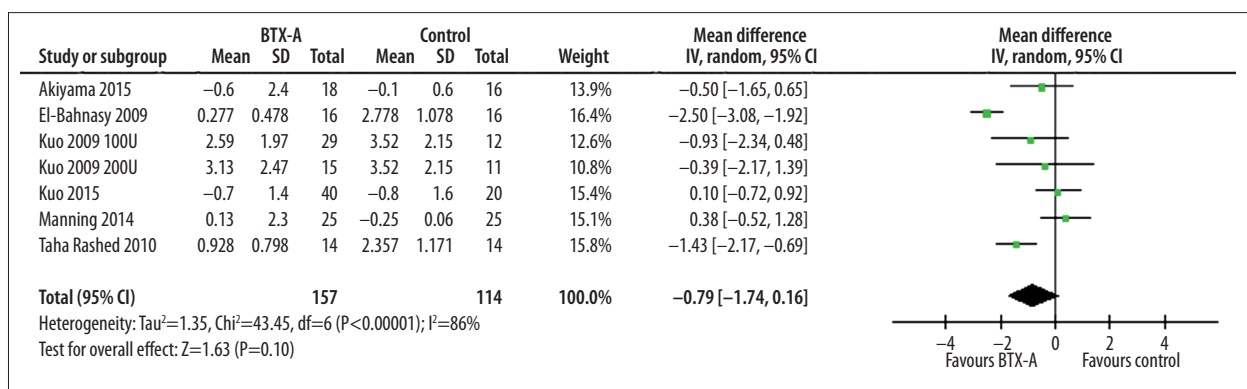 BTX-A Control Mean difference Mean difference
Study or subgroup Mean SD Total Mean SD Total Weight IV, random, 95% CI IV, random, 95% CI
Akiyama 2015 −0.6 2.4 18 −0.1 0.6 16 13.9% −0.50 [−1.65, 0.65]
El-Bahnasy 2009 0.277 0.478 16 2.778 1.078 16 16.4% −2.50 [−3.08, −1.92]
Kuo 2009 100U 2.59 1.97 29 3.52 2.15 12 12.6% −0.93 [−2.34, 0.48]
Kuo 2009 200U 3.13 2.47 15 3.52 2.15 11 10.8% −0.39 [−2.17, 1.39]
Kuo 2015 −0.7 1.4 40 −0.8 1.6 20 15.4% 0.10 [−0.72, 0.92]
Manning 2014 0.13 2.3 25 −0.25 0.06 25 15.1% 0.38 [−0.52, 1.28]
Taha Rashed 2010 0.928 0.798 14 2.357 1.171 14 15.8% −1.43 [−2.17, −0.69]
Total (95% CI) 157 114 100.0% −0.79 [−1.74, 0.16]
Heterogeneity: Tau²=1.35, Chi²=43.45, df=6 (P<0.00001); I²=86%
Test for overall effect: Z=1.63 (P=0.10)
−4 −2 0 2 4
Favours BTX-A Favours control